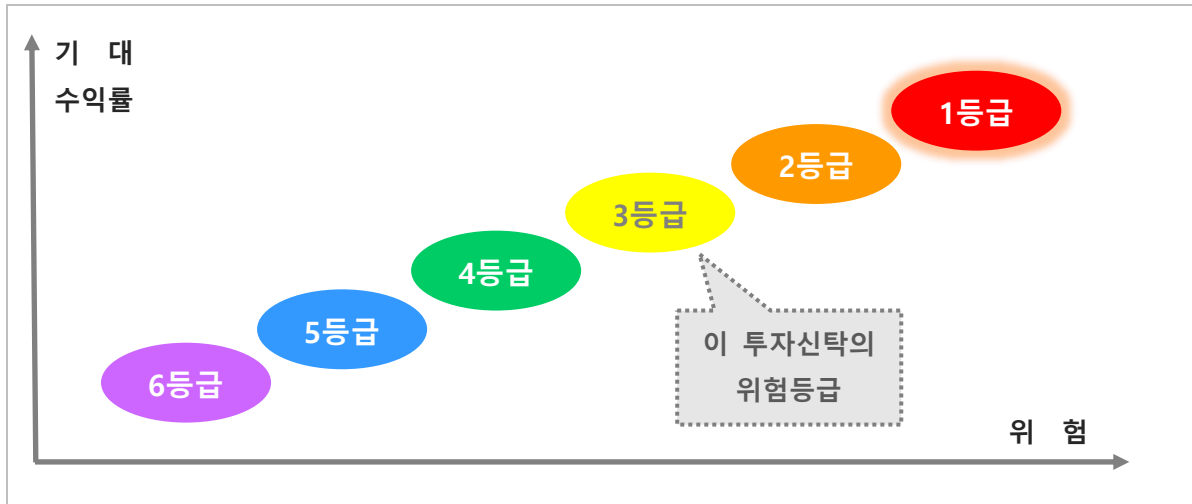 기 대
수익률
1등급
2등급
3등급
4등급
5등급
6등급
이 투자신탁의
위험등급
위 험